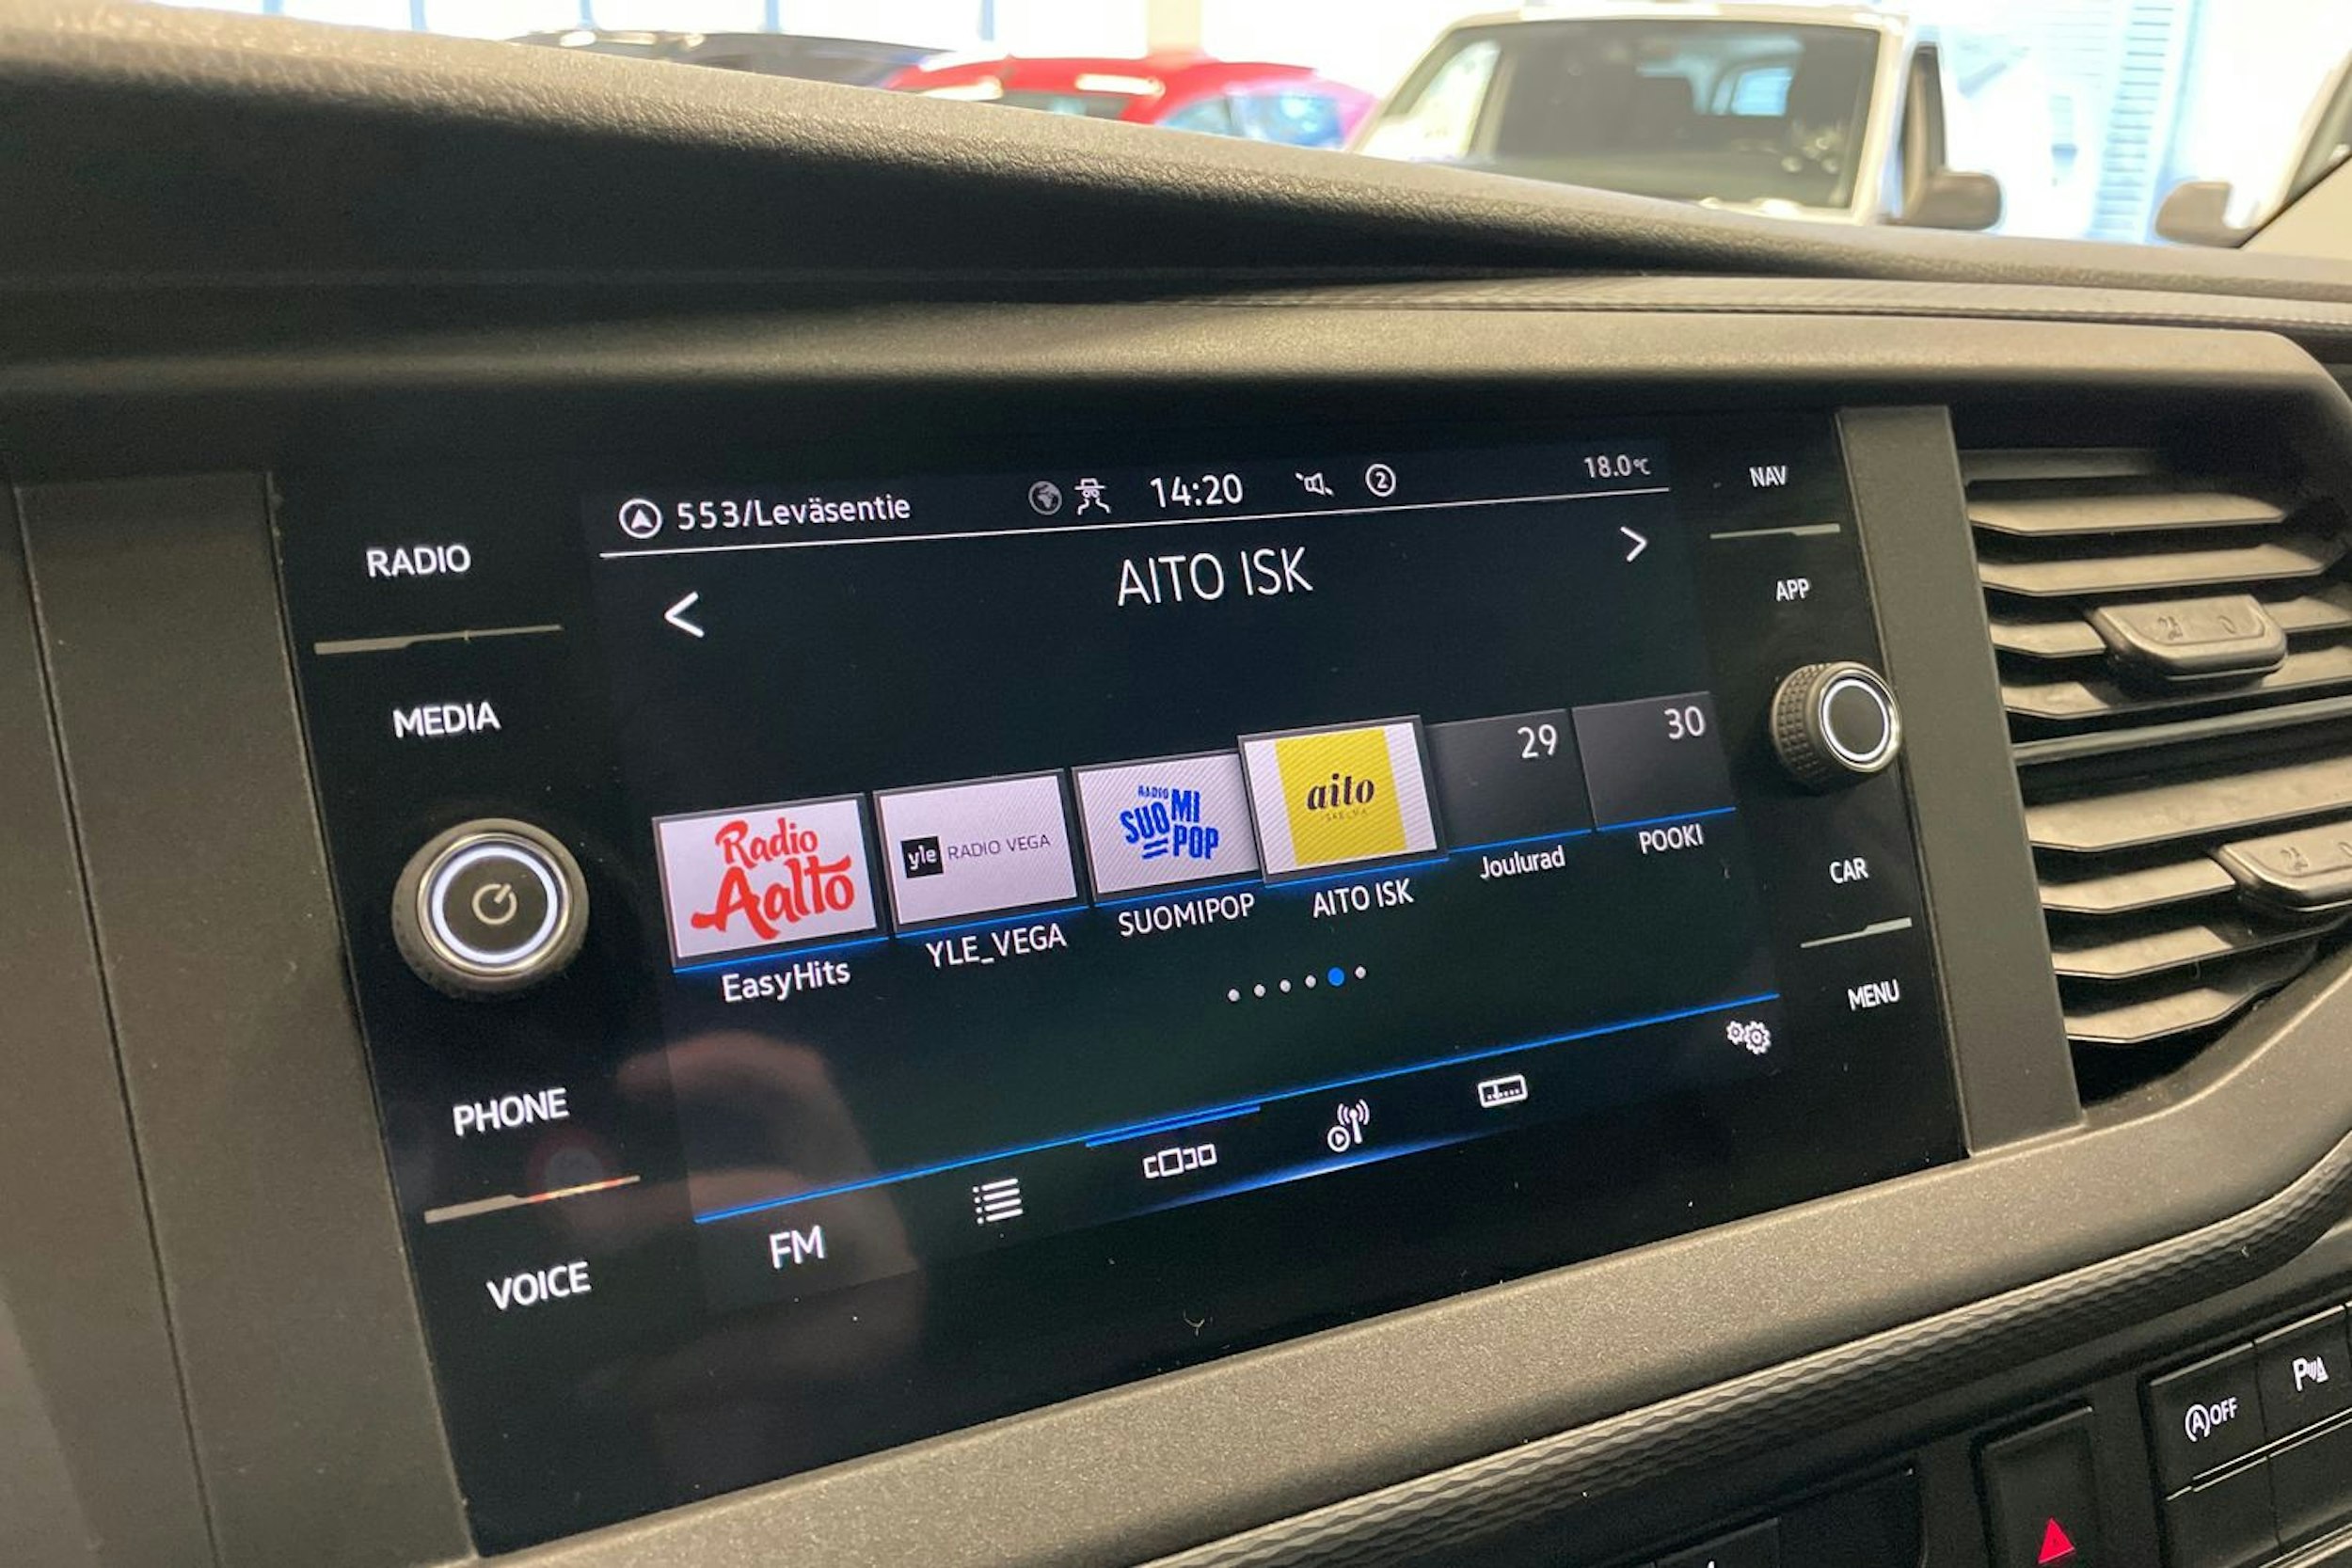 553/Leväsentie
14:20
2
18.0°C
NAV
RADIO
AITO ISK
APP
MEDIA
29
30
Radio
Aalto
yle RADIO VEGA
RADIO
SUOMI
POP
aito
EasyHits
YLE_VEGA
SUOMIPOP
AITO ISK
Joulurad
POOKI
CAR
MENU
PHONE
FM
VOICE
A OFF
P